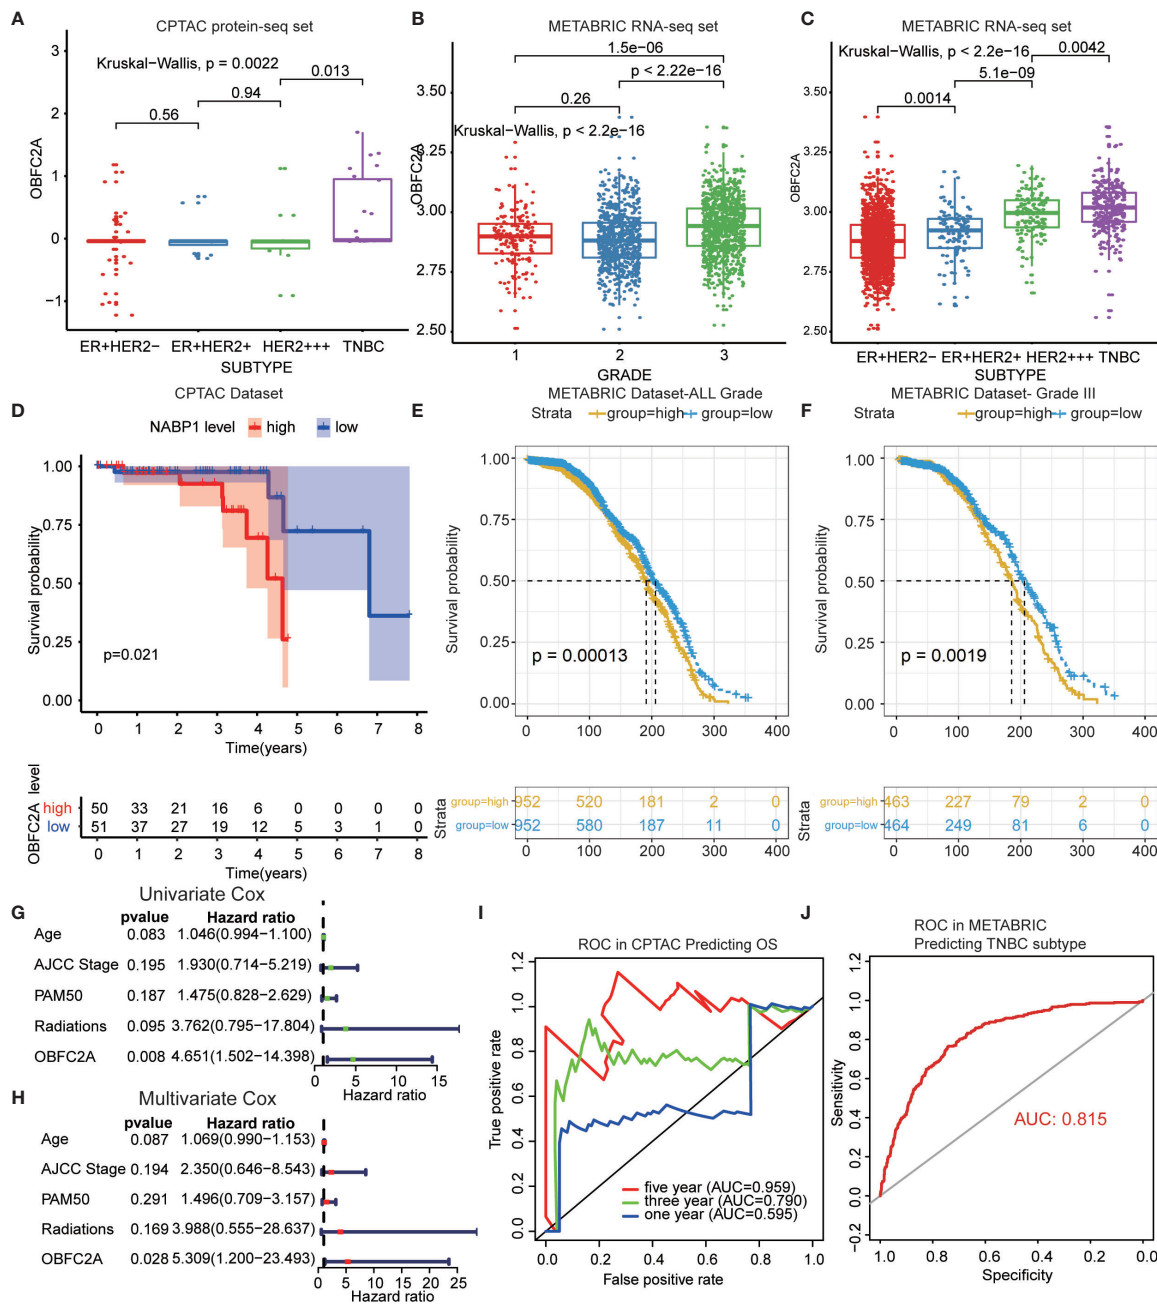 A
CPTAC protein-seq set
Kruskal-Wallis, p = 0.0022
0.013
0.94
0.56
OBFC2A
3
2
1
0
−1
ER+HER2− ER+HER2+ HER2+++ TNBC
SUBTYPE
B
METABRIC RNA-seq set
1.5e-06
p < 2.22e-16
0.26
Kruskal-Wallis, p < 2.2e-16
OBFC2A
3.50
3.25
3.00
2.75
2.50
1 2 3
GRADE
C
METABRIC RNA-seq set
Kruskal-Wallis, p < 2.2e-16
0.0042
5.1e-09
0.0014
OBFC2A
3.50
3.25
3.00
2.75
2.50
ER+HER2− ER+HER2+ HER2+++ TNBC
SUBTYPE
D
CPTAC Dataset
NABP1 level high low
Survival probability
1.00
0.75
0.50
0.25
0.00
p=0.021
0 1 2 3 4 5 6 7 8
Time(years)
OBFC2A level
high 50 33 21 16 6 0 0 0 0
low 51 37 27 19 12 5 3 1 0
0 1 2 3 4 5 6 7 8
Time(years)
E
METABRIC Dataset-ALL Grade
Strata group=high group=low
Survival probability
1.00
0.75
0.50
0.25
0.00
p = 0.00013
0 100 200 300 400
Strata
group=high 952 520 181 2 0
group=low 952 580 187 11 0
0 100 200 300 400
F
METABRIC Dataset- Grade III
Strata group=high group=low
Survival probability
1.00
0.75
0.50
0.25
0.00
p = 0.0019
0 100 200 300 400
Strata
group=high 463 227 79 2 0
group=low 464 249 81 6 0
0 100 200 300 400
G
Univariate Cox
pvalue Hazard ratio
Age 0.083 1.046(0.994−1.100)
AJCC Stage 0.195 1.930(0.714−5.219)
PAM50 0.187 1.475(0.828−2.629)
Radiations 0.095 3.762(0.795−17.804)
OBFC2A 0.008 4.651(1.502−14.398)
0 5 10 15
Hazard ratio
H
Multivariate Cox
pvalue Hazard ratio
Age 0.087 1.069(0.990−1.153)
AJCC Stage 0.194 2.350(0.646−8.543)
PAM50 0.291 1.496(0.709−3.157)
Radiations 0.169 3.988(0.555−28.637)
OBFC2A 0.028 5.309(1.200−23.493)
0 5 10 15 20 25
Hazard ratio
I
ROC in CPTAC Predicting OS
True positive rate
1.2
1.0
0.8
0.6
0.4
0.2
0.0
five year (AUC=0.959)
three year (AUC=0.790)
one year (AUC=0.595)
0.0 0.2 0.4 0.6 0.8 1.0
False positive rate
J
ROC in METABRIC
Predicting TNBC subtype
Sensitivity
1.2
1.0
0.8
0.6
0.4
0.2
0.0
−0.2
AUC: 0.815
1.0 0.8 0.6 0.4 0.2 0.0
Specificity